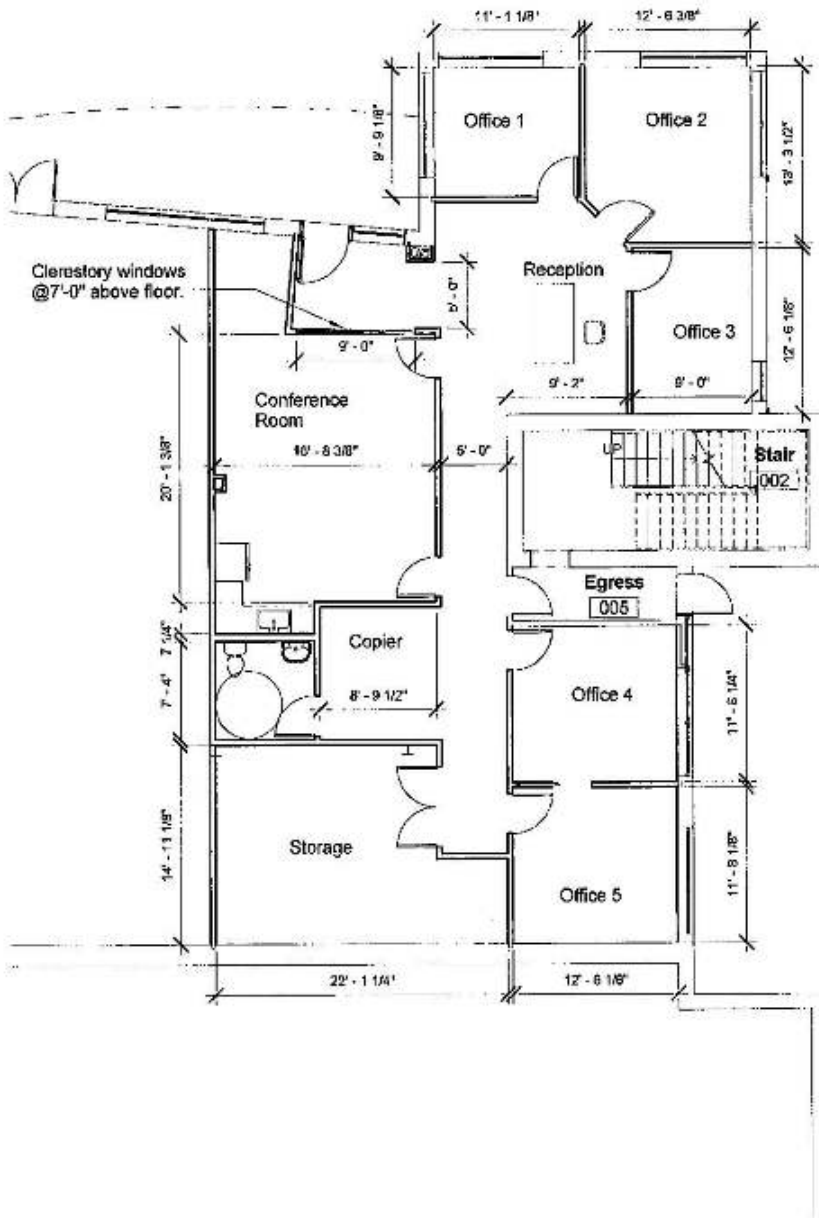 11' - 1 1/8"
12' - 6 3/8"
9' - 9 1/8"
Office 1
Office 2
13' - 3 1/2"
Clerestory windows
@7'-0" above floor.
Reception
5' - 0"
Office 3
12' - 6 1/8"
9' - 0"
9' - 2"
9' - 0"
Conference
Room
16' - 8 3/8"
5' - 0"
20' - 1 3/8"
UP
Stair
002
Egress
005
7 1/4"
Copier
7' - 4"
8' - 9 1/2"
Office 4
11' - 6 1/4"
14' - 11 1/8"
Storage
Office 5
11' - 8 1/8"
22' - 1 1/4"
12' - 6 1/8"